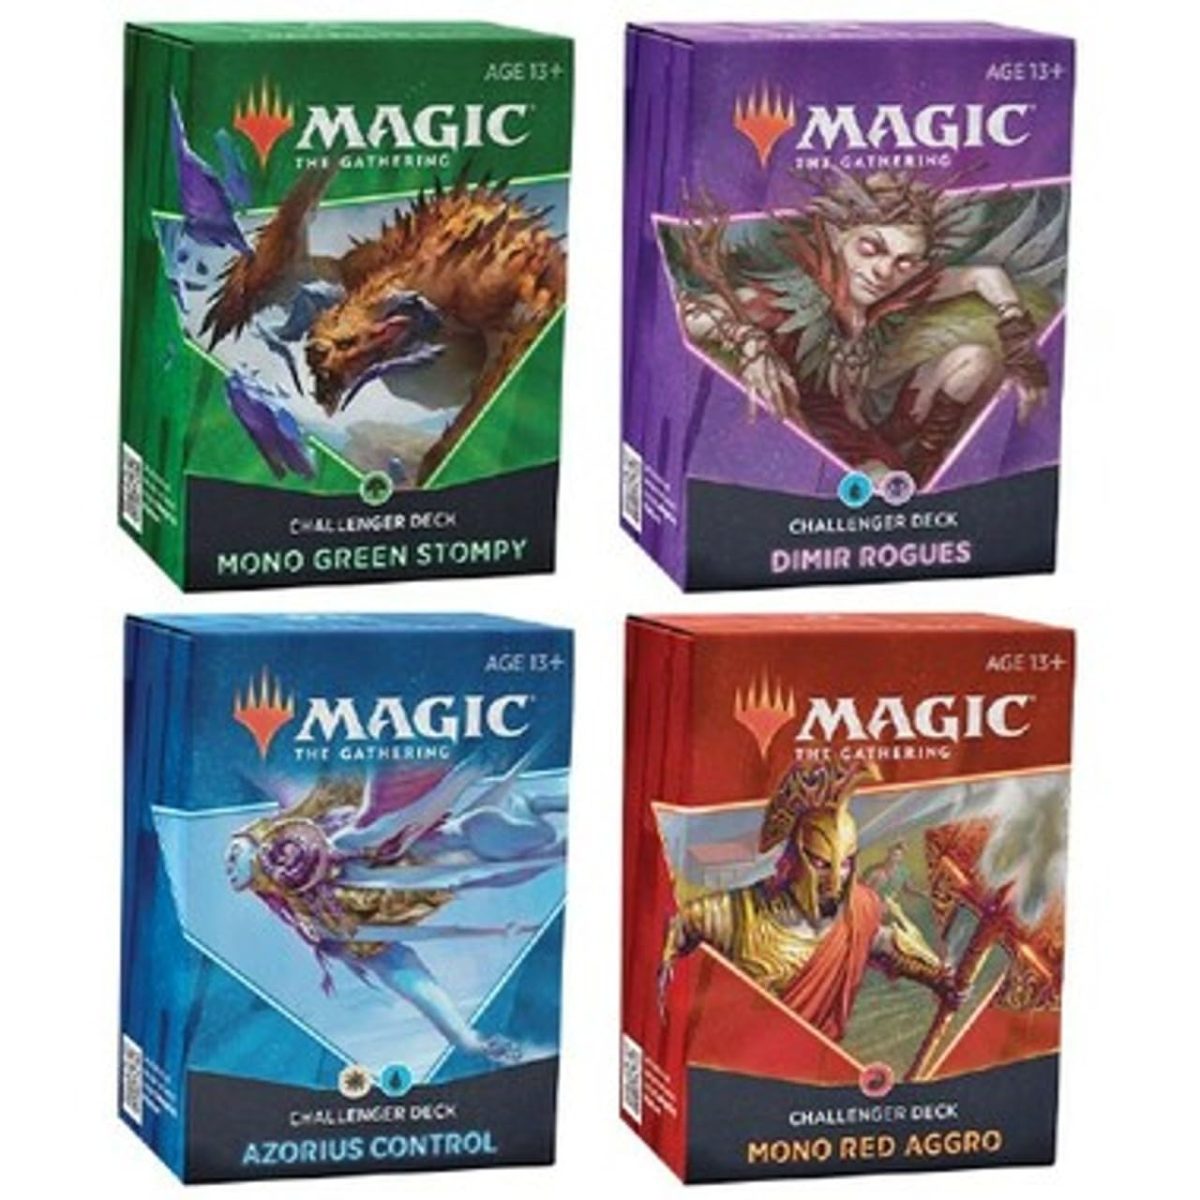 AGE 13+
MAGIC
THE GATHERING
CHALLENGER DECK
MONO GREEN STOMPY
AGE 13+
MAGIC
THE GATHERING
CHALLENGER DECK
DIMIR ROGUES
AGE 13+
MAGIC
THE GATHERING
CHALLENGER DECK
AZORIUS CONTROL
AGE 13+
MAGIC
THE GATHERING
CHALLENGER DECK
MONO RED AGGRO